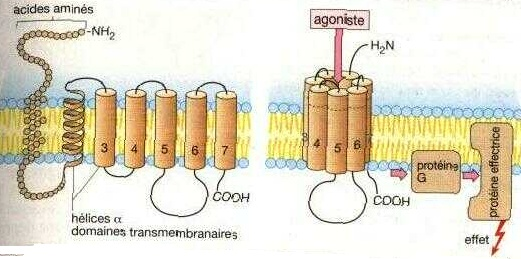 acides aminés
-NH2
3
4
5
6
7
COOH
hélices α
domaines transmembranaires
agoniste
H2N
3
4
5
6
COOH
protéine
G
protéine effectrice
effet